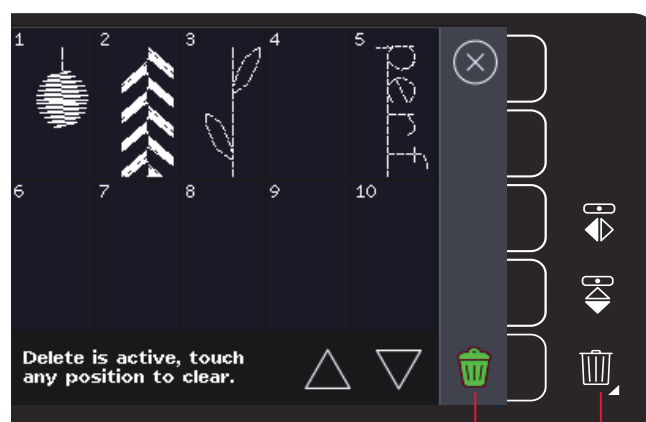 1 2 3 4 5
perf
6 7 8 9 10
Delete is active, touch
any position to clear.